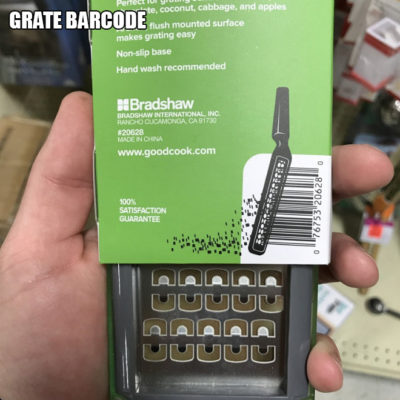 GRATE BARCODE
Perfect for
coconut, cabbage, and apples
flush mounted surface
makes grating easy
Non-slip base
Hand wash recommended
Bradshaw
BRADSHAW INTERNATIONAL, INC.
RANCHO CUCAMONGA, CA 91730
#20628
MADE IN CHINA
www.goodcook.com
100%
SATISFACTION
GUARANTEE
0 76753 20628 0